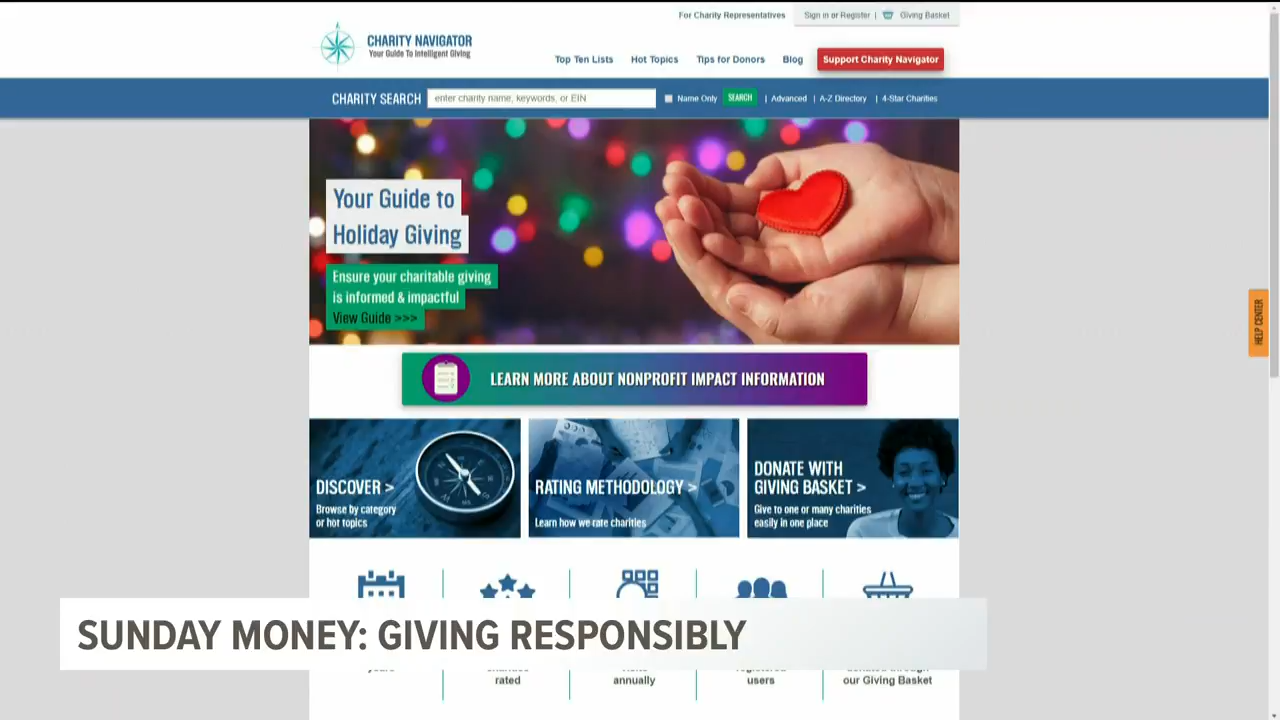 For Charity Representatives
Sign in or Register |
Giving Basket
CHARITY NAVIGATOR
Your Guide To Intelligent Giving
Top Ten Lists
Hot Topics
Tips for Donors
Blog
Support Charity Navigator
CHARITY SEARCH
enter charity name, keywords, or EIN
Name Only
SEARCH
| Advanced
| A-Z Directory
| 4-Star Charities
Your Guide to
Holiday Giving
Ensure your charitable giving
is informed & impactful
View Guide >>>
HELP CENTER
LEARN MORE ABOUT NONPROFIT IMPACT INFORMATION
DISCOVER >
Browse by category
or hot topics
RATING METHODOLOGY >
Learn how we rate charities
DONATE WITH
GIVING BASKET >
Give to one or many charities
easily in one place
SUNDAY MONEY: GIVING RESPONSIBLY
rated
annually
users
our Giving Basket